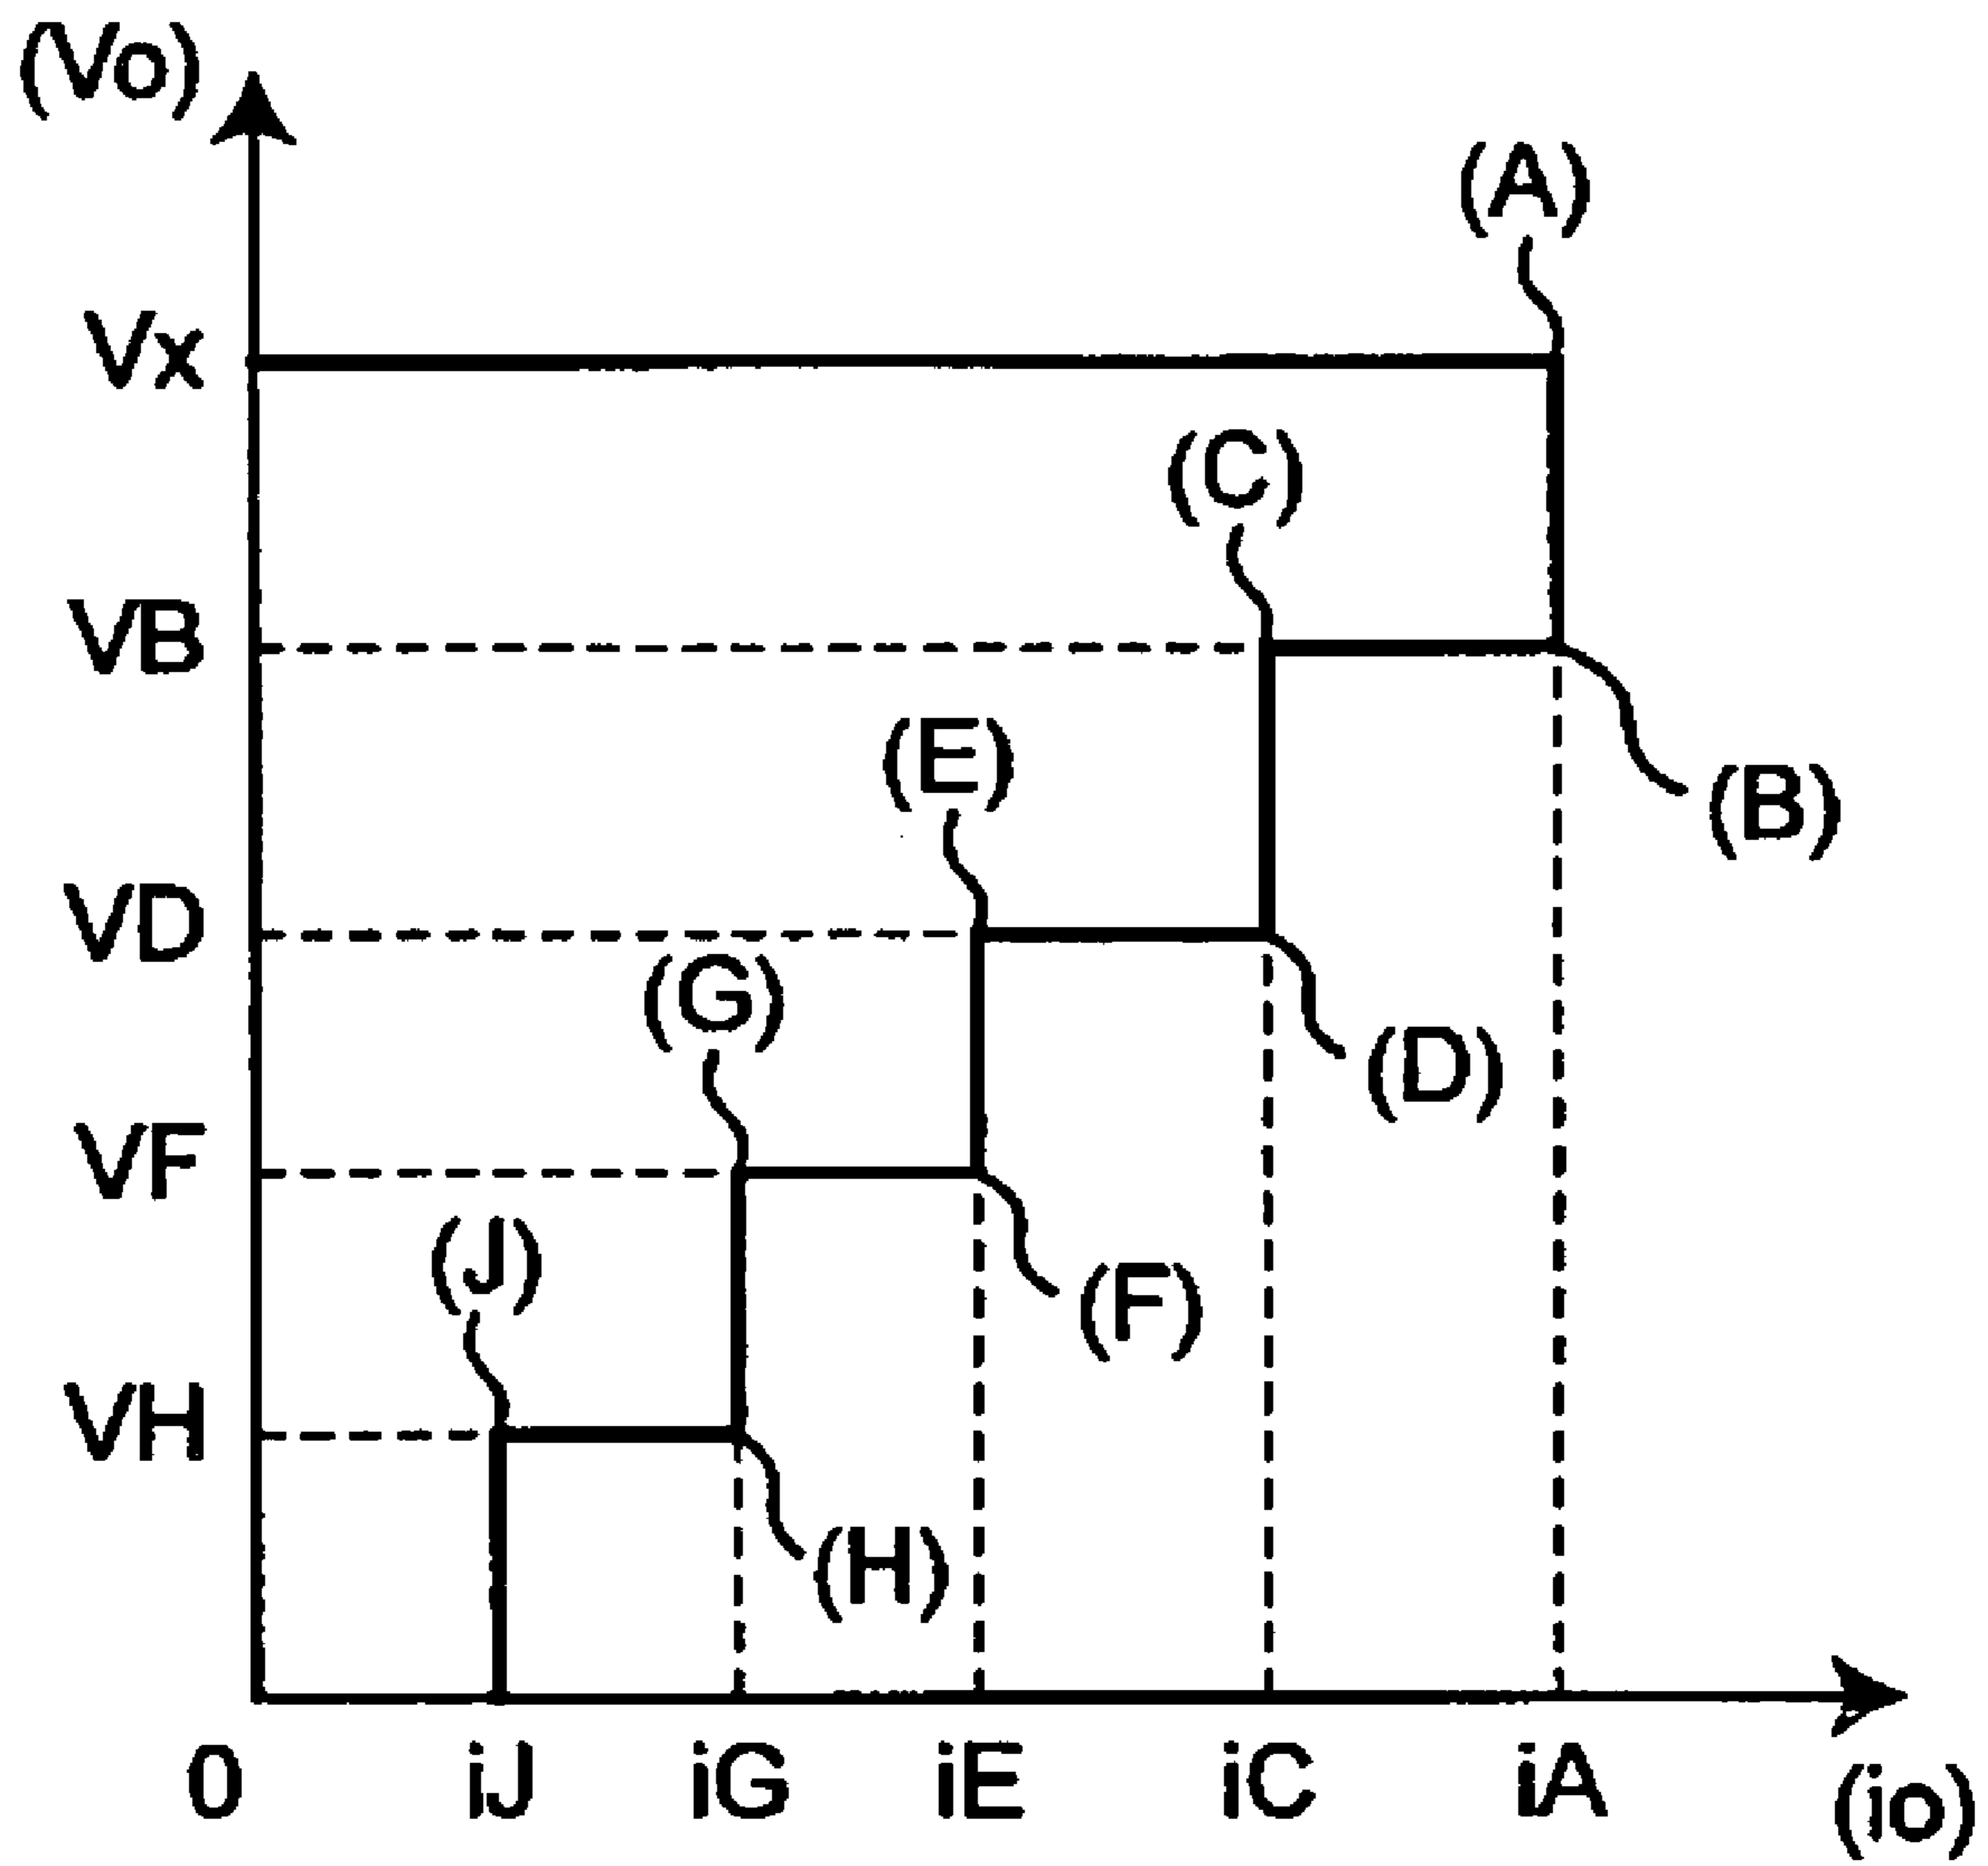 (Vo)
(A)
Vx
(C)
VB
(E)
(B)
VD
(G)
(D)
VF
(J)
(F)
VH
(H)
0 iJ iG iE iC iA (io)